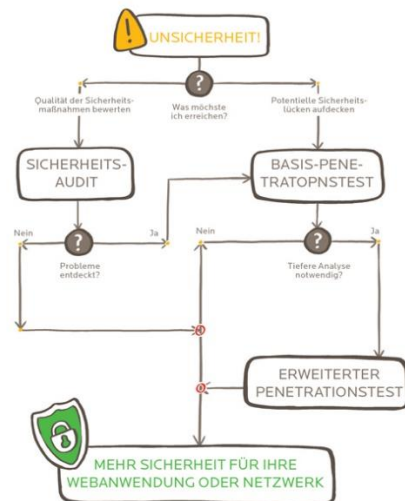 UNSICHERHEIT!
Qualität der Sicherheits-
maßnahmen bewerten
Was möchste
ich erreichen?
Potentielle Sicherheits-
lücken aufdecken
SICHERHEITS-
AUDIT
BASIS-PENE-
TRATOPNSTEST
Nein
Ja
Nein
Ja
Probleme
entdeckt?
Tiefere Analyse
notwendig?
ERWEITERTER
PENETRATIONSTEST
MEHR SICHERHEIT FÜR IHRE
WEBANWENDUNG ODER NETZWERK